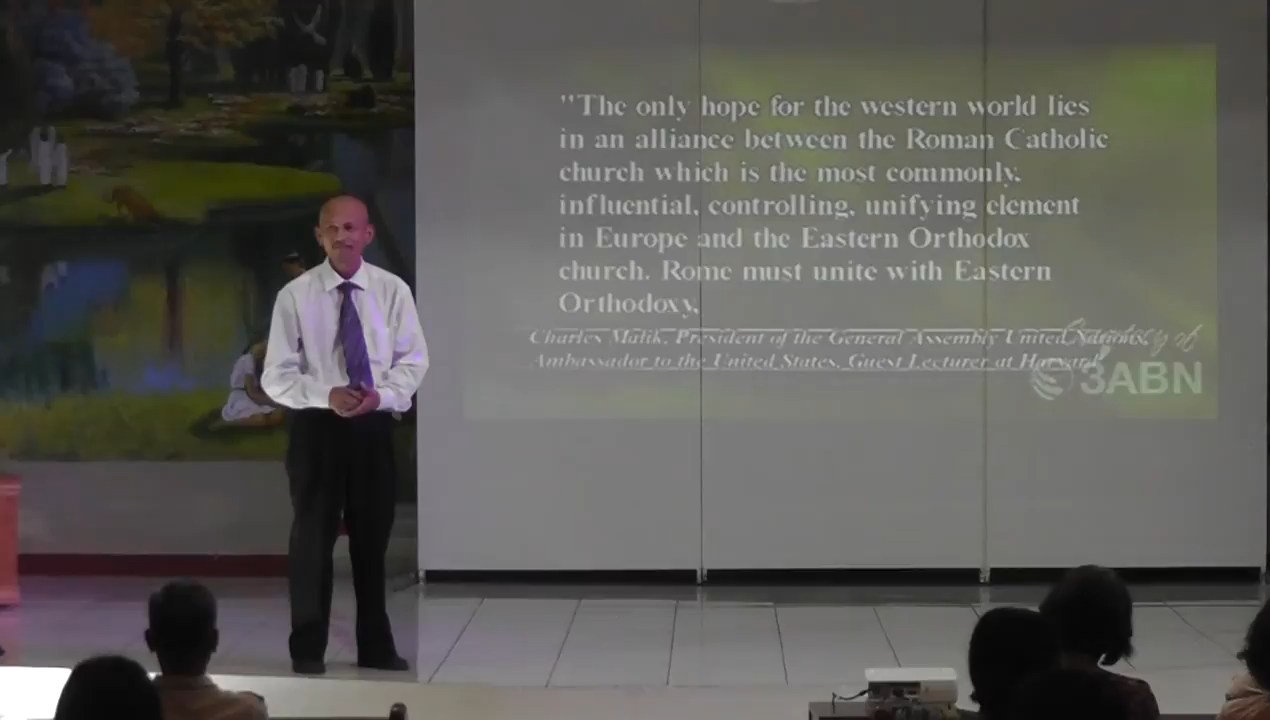 "The only hope for the western world lies
in an alliance between the Roman Catholic
church which is the most commonly,
influential, controlling, unifying element
in Europe and the Eastern Orthodox
church. Rome must unite with Eastern
Orthodoxy,
Charles Malik, President of the General Assembly United Nations,
Ambassador to the United States, Guest Lecturer at Harvard
Courtesy of
3ABN